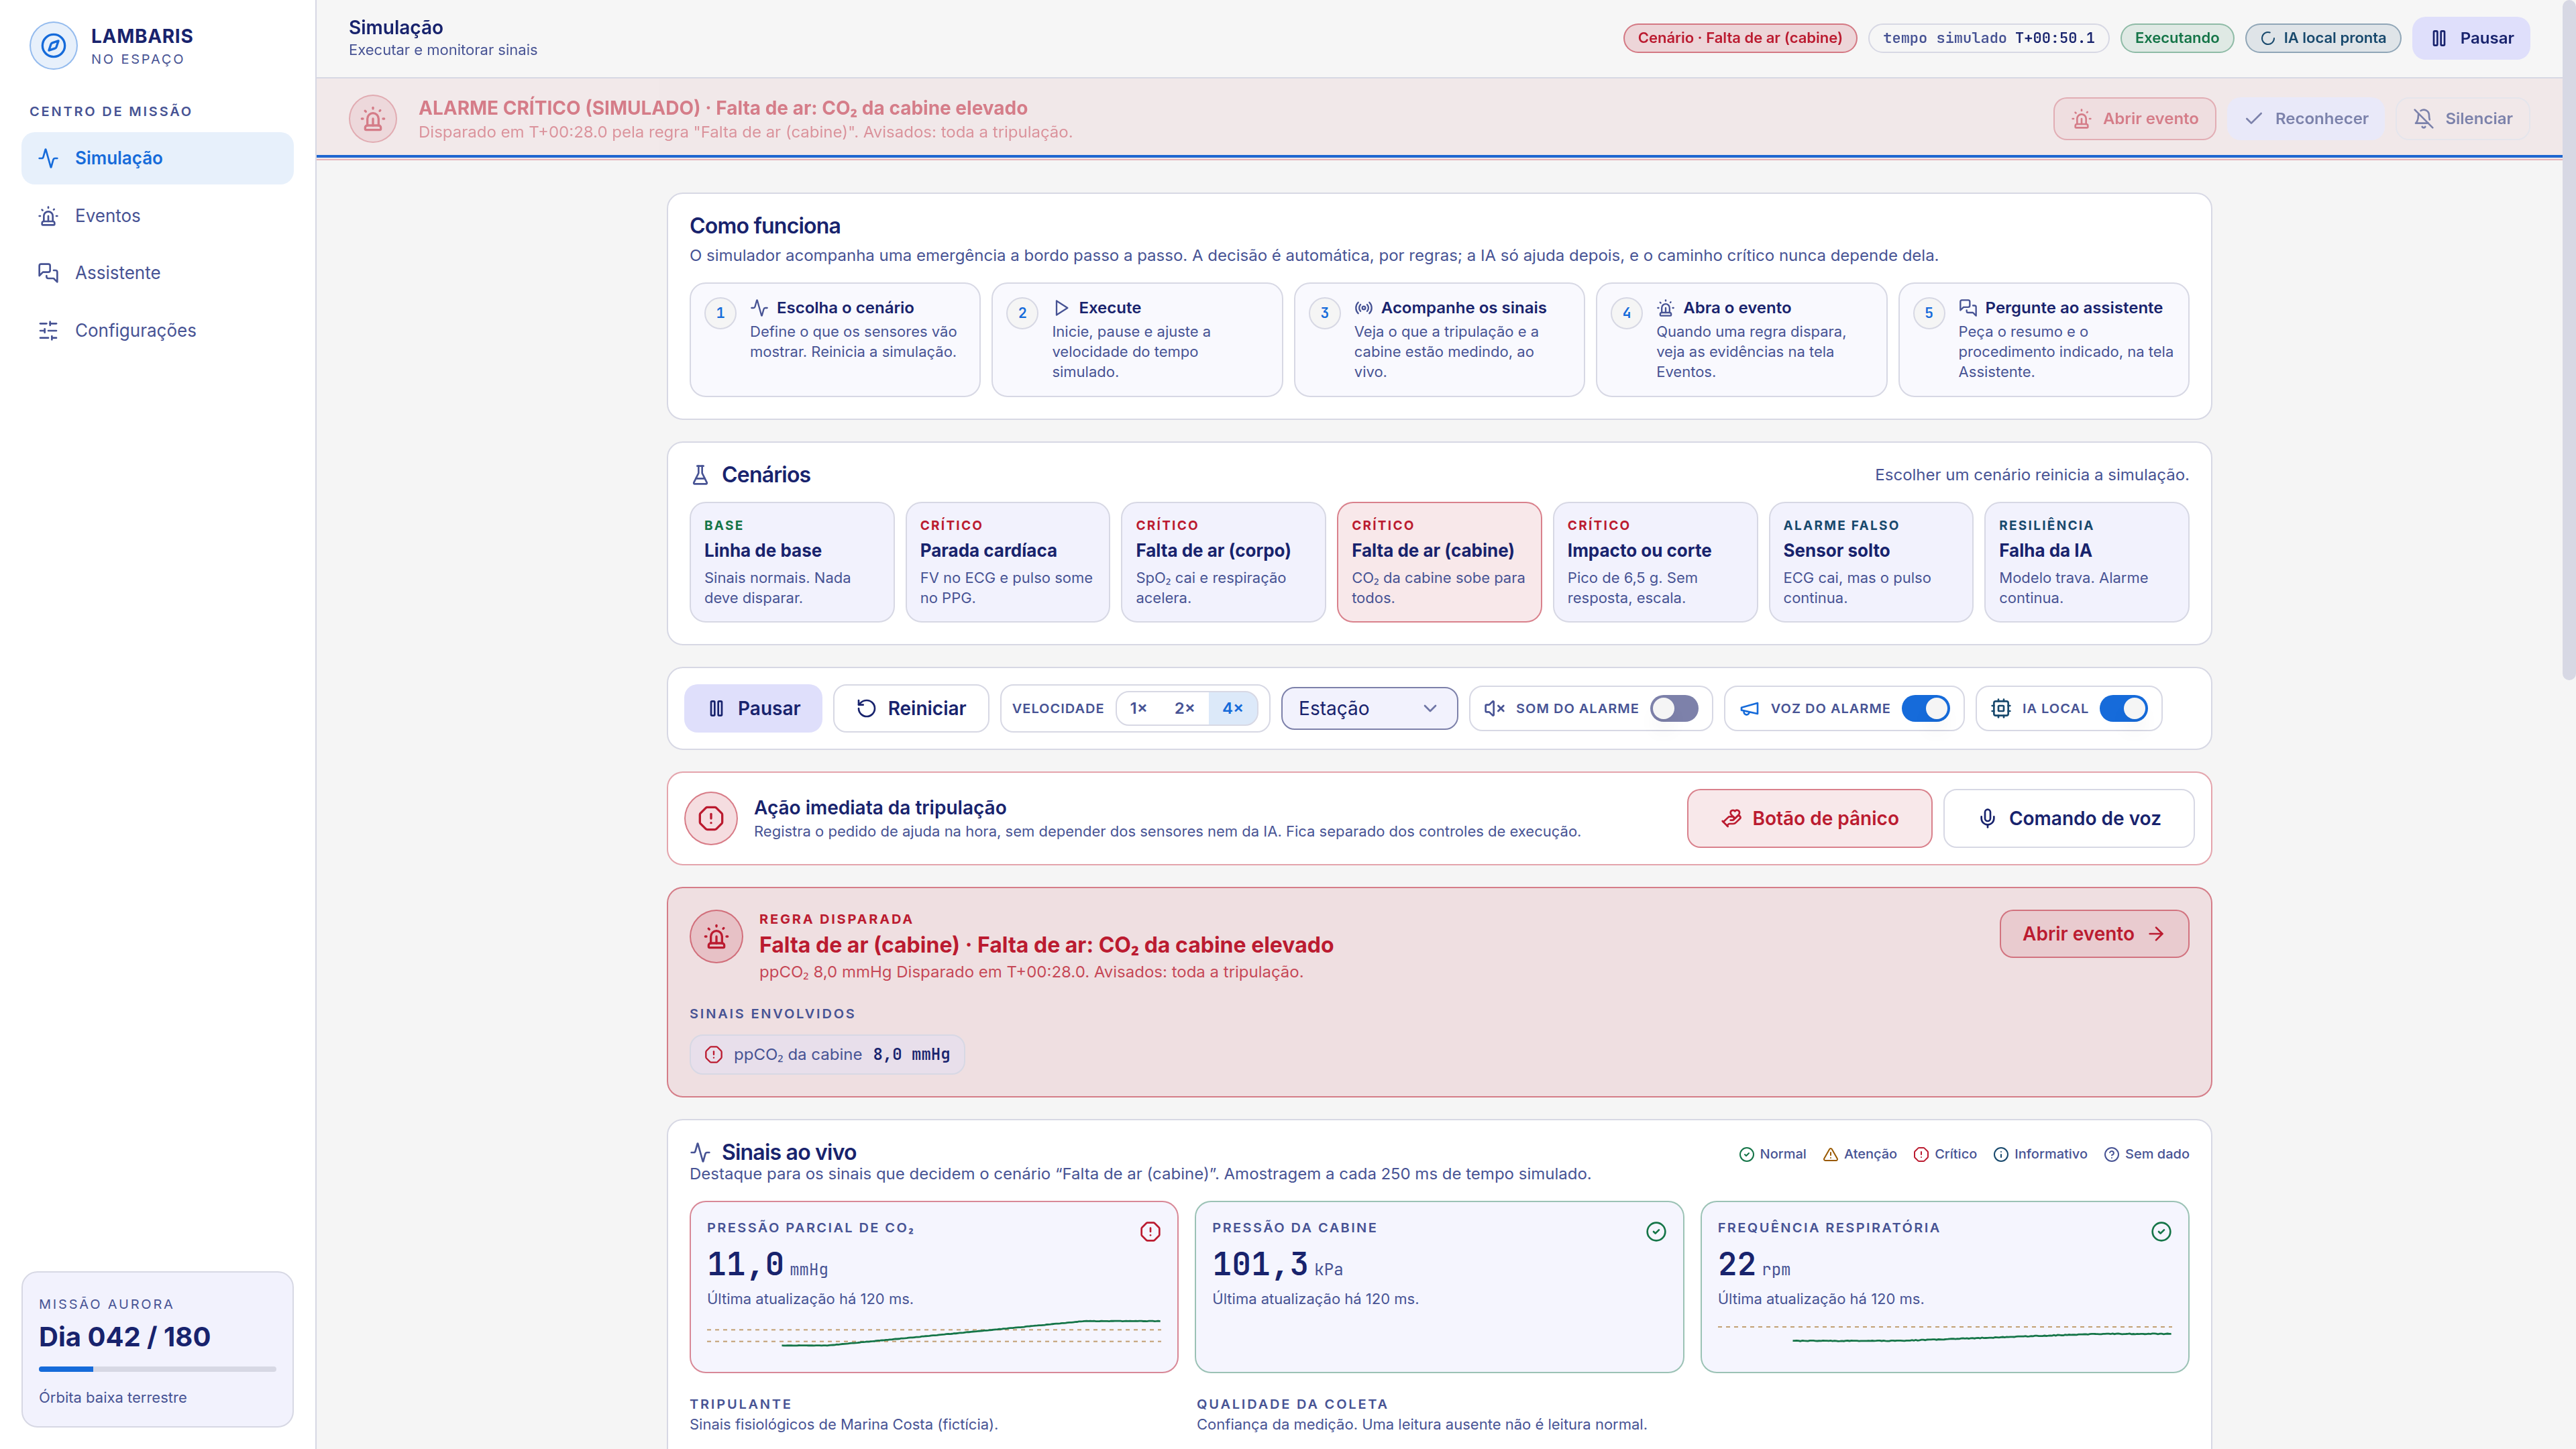 LAMBARIS
NO ESPAÇO
CENTRO DE MISSÃO
Simulação
Eventos
Assistente
Configurações
MISSÃO AURORA
Dia 042 / 180
Órbita baixa terrestre
Simulação
Executar e monitorar sinais
Cenário · Falta de ar (cabine)
tempo simulado T+00:50.1
Executando
IA local pronta
Pausar
ALARME CRÍTICO (SIMULADO) · Falta de ar: CO₂ da cabine elevado
Disparado em T+00:28.0 pela regra "Falta de ar (cabine)". Avisados: toda a tripulação.
Abrir evento
Reconhecer
Silenciar
Como funciona
O simulador acompanha uma emergência a bordo passo a passo. A decisão é automática, por regras; a IA só ajuda depois, e o caminho crítico nunca depende dela.
1
Escolha o cenário
Define o que os sensores vão
mostrar. Reinicia a simulação.
2
Execute
Inicie, pause e ajuste a
velocidade do tempo
simulado.
3
Acompanhe os sinais
Veja o que a tripulação e a
cabine estão medindo, ao
vivo.
4
Abra o evento
Quando uma regra dispara,
veja as evidências na tela
Eventos.
5
Pergunte ao assistente
Peça o resumo e o
procedimento indicado, na tela
Assistente.
Cenários
Escolher um cenário reinicia a simulação.
BASE
Linha de base
Sinais normais. Nada
deve disparar.
CRÍTICO
Parada cardíaca
FV no ECG e pulso some
no PPG.
CRÍTICO
Falta de ar (corpo)
SpO₂ cai e respiração
acelera.
CRÍTICO
Falta de ar (cabine)
CO₂ da cabine sobe para
todos.
CRÍTICO
Impacto ou corte
Pico de 6,5 g. Sem
resposta, escala.
ALARME FALSO
Sensor solto
ECG cai, mas o pulso
continua.
RESILIÊNCIA
Falha da IA
Modelo trava. Alarme
continua.
Pausar
Reiniciar
VELOCIDADE
1×
2×
4×
Estação
SOM DO ALARME
VOZ DO ALARME
IA LOCAL
Ação imediata da tripulação
Registra o pedido de ajuda na hora, sem depender dos sensores nem da IA. Fica separado dos controles de execução.
Botão de pânico
Comando de voz
REGRA DISPARADA
Falta de ar (cabine) · Falta de ar: CO₂ da cabine elevado
ppCO₂ 8,0 mmHg Disparado em T+00:28.0. Avisados: toda a tripulação.
Abrir evento
SINAIS ENVOLVIDOS
ppCO₂ da cabine 8,0 mmHg
Sinais ao vivo
Destaque para os sinais que decidem o cenário “Falta de ar (cabine)”. Amostragem a cada 250 ms de tempo simulado.
Normal
Atenção
Crítico
Informativo
Sem dado
PRESSÃO PARCIAL DE CO₂
11,0 mmHg
Última atualização há 120 ms.
PRESSÃO DA CABINE
101,3 kPa
Última atualização há 120 ms.
FREQUÊNCIA RESPIRATÓRIA
22 rpm
Última atualização há 120 ms.
TRIPULANTE
Sinais fisiológicos de Marina Costa (fictícia).
QUALIDADE DA COLETA
Confiança da medição. Uma leitura ausente não é leitura normal.